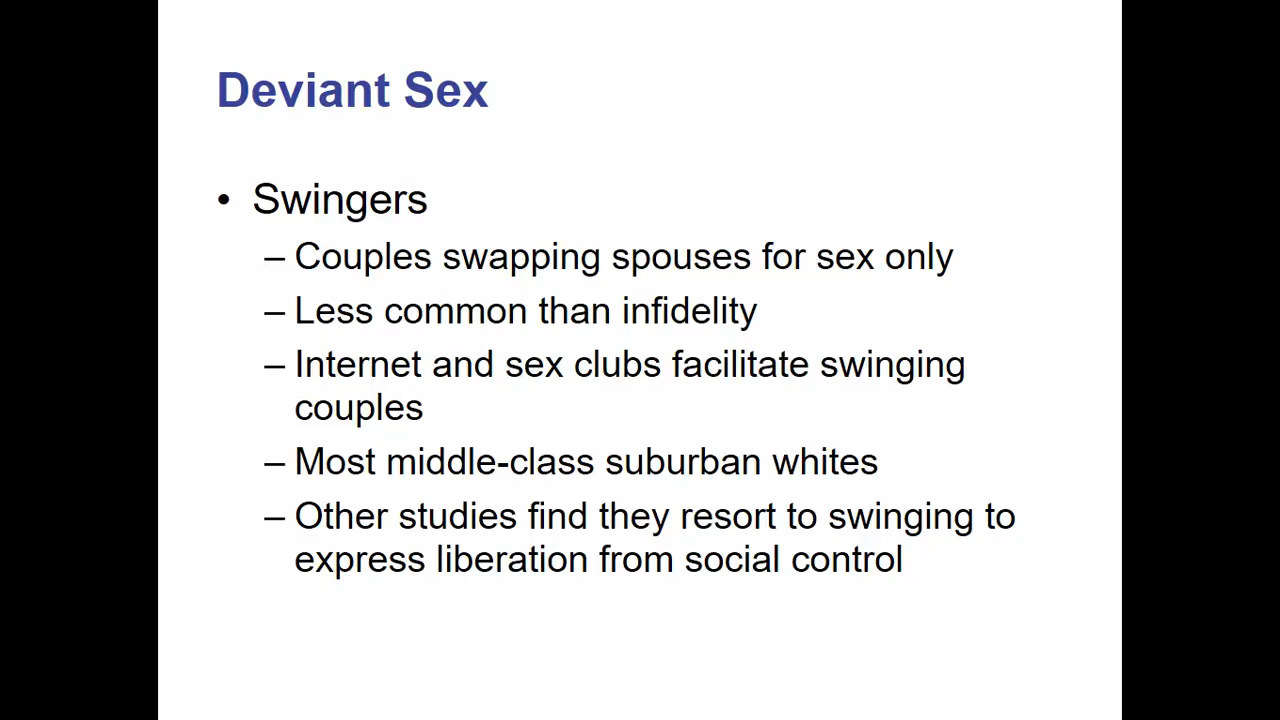 Deviant Sex
• Swingers
– Couples swapping spouses for sex only
– Less common than infidelity
– Internet and sex clubs facilitate swinging
couples
– Most middle-class suburban whites
– Other studies find they resort to swinging to
express liberation from social control